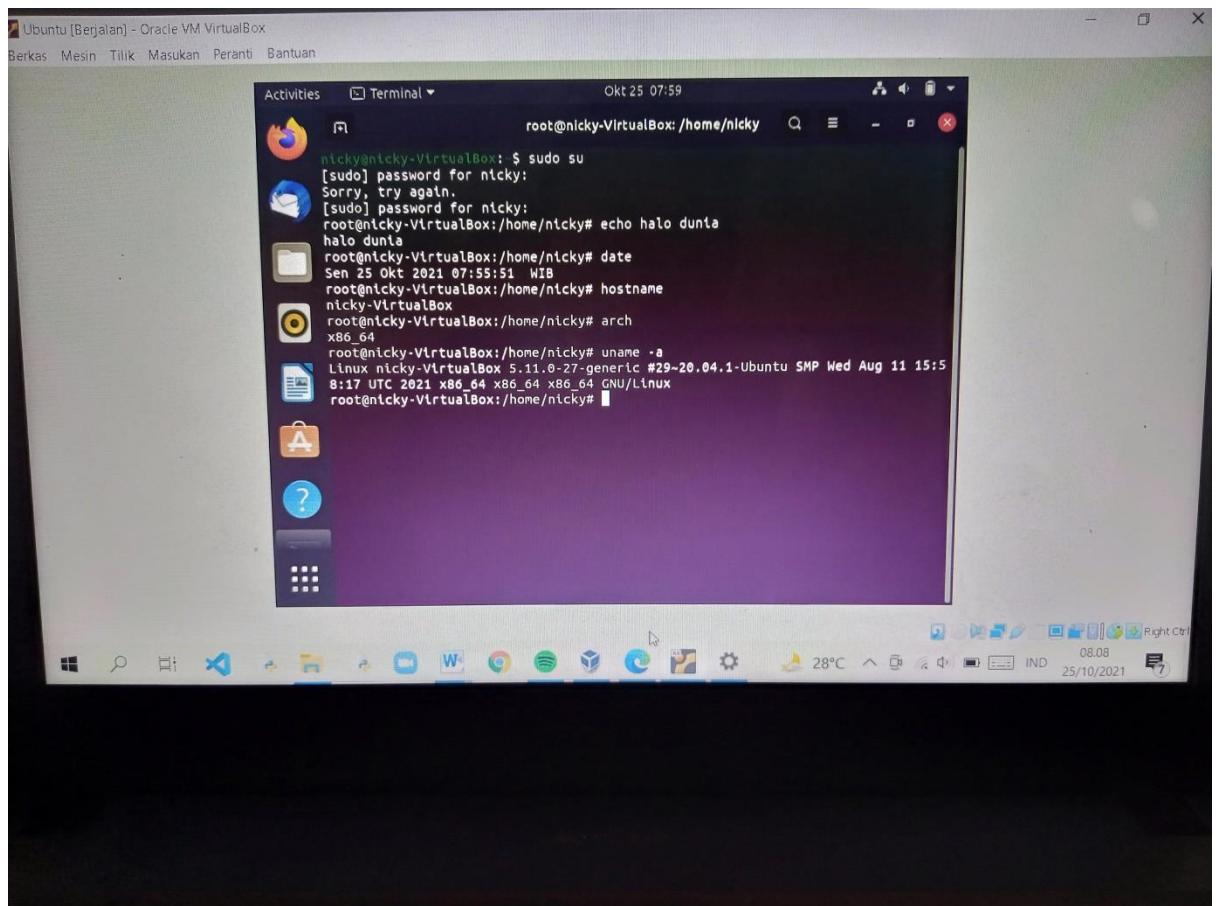 Ubuntu [Berjalan] - Oracle VM VirtualBox
Berkas Mesin Tilik Masukan Peranti Bantuan
Activities Terminal Okt 25 07:59
root@nicky-VirtualBox: /home/nicky
nicky@nicky-VirtualBox:~$ sudo su
[sudo] password for nicky:
Sorry, try again.
[sudo] password for nicky:
root@nicky-VirtualBox:/home/nicky# echo halo dunia
halo dunia
root@nicky-VirtualBox:/home/nicky# date
Sen 25 Okt 2021 07:55:51 WIB
root@nicky-VirtualBox:/home/nicky# hostname
nicky-VirtualBox
root@nicky-VirtualBox:/home/nicky# arch
x86_64
root@nicky-VirtualBox:/home/nicky# uname -a
Linux nicky-VirtualBox 5.11.0-27-generic #29~20.04.1-Ubuntu SMP Wed Aug 11 15:5
8:17 UTC 2021 x86_64 x86_64 x86_64 GNU/Linux
root@nicky-VirtualBox:/home/nicky#
Right Ctrl
28°C IND 08.08
25/10/2021 7